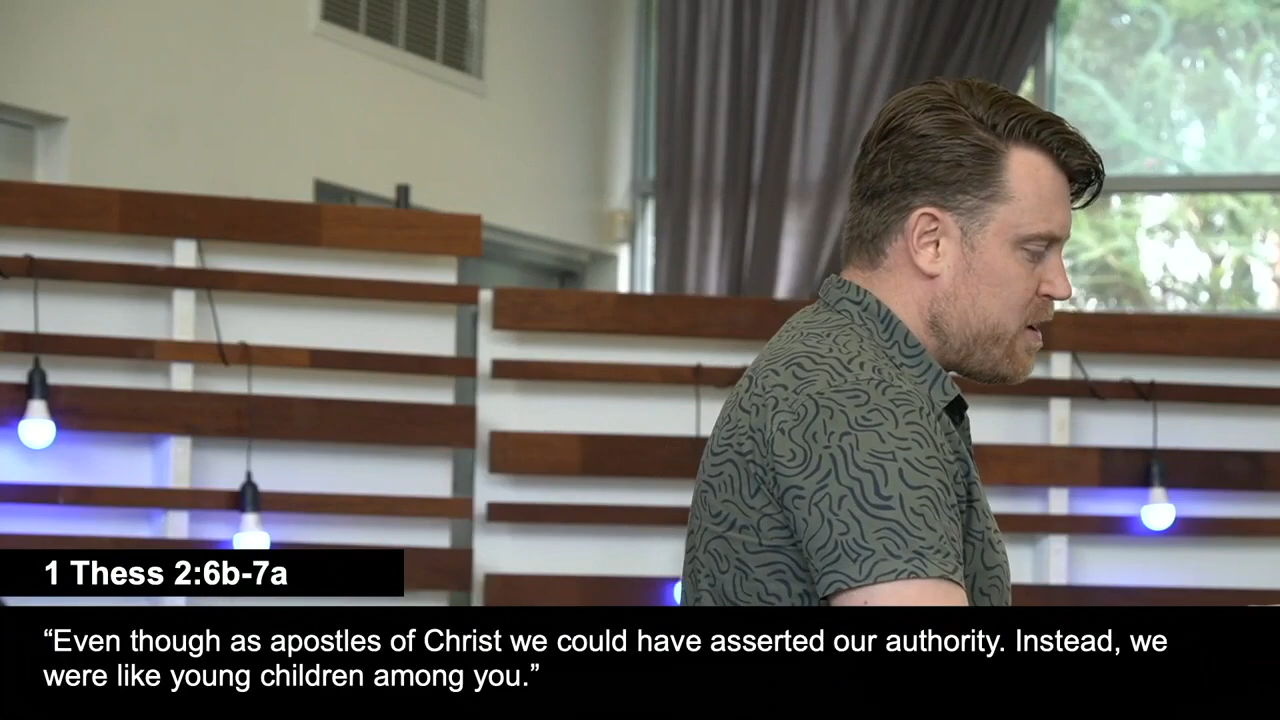 1 Thess 2:6b-7a
“Even though as apostles of Christ we could have asserted our authority. Instead, we
were like young children among you.”